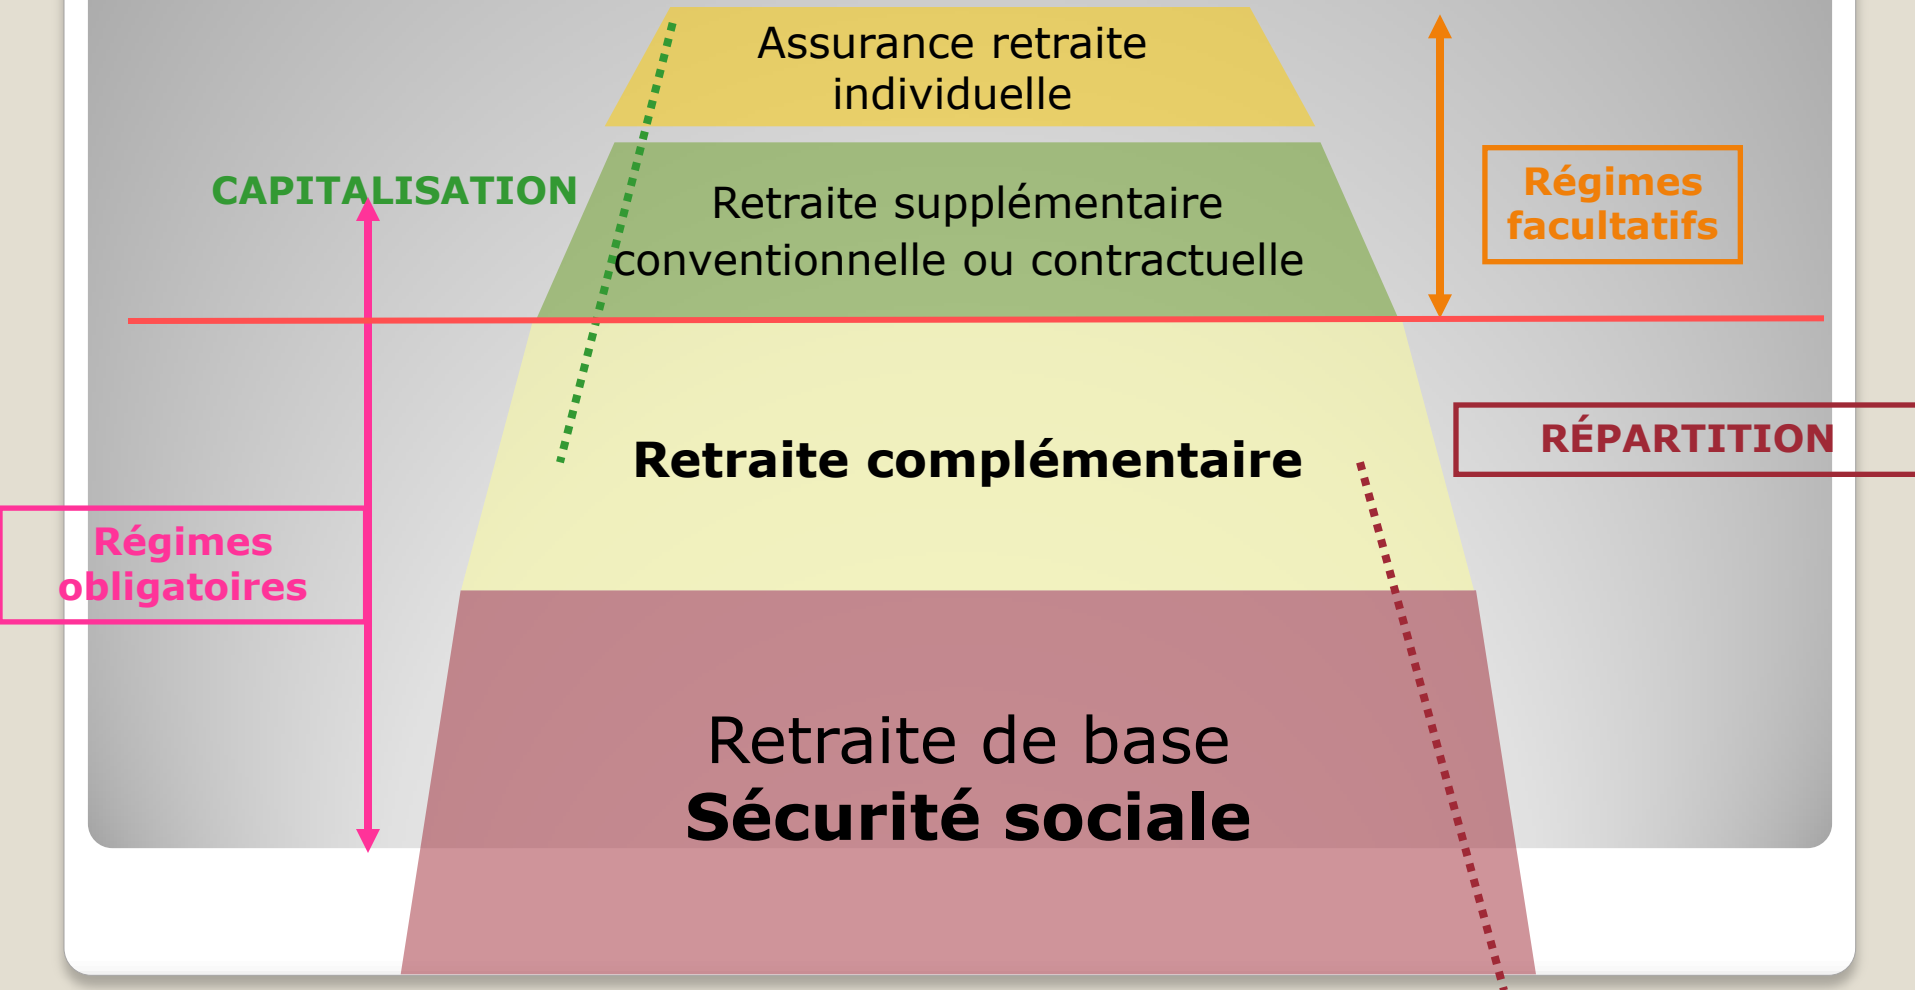 Assurance retraite
individuelle
CAPITALISATION
Retraite supplémentaire
conventionnelle ou contractuelle
Régimes
facultatifs
Retraite complémentaire
RÉPARTITION
Régimes
obligatoires
Retraite de base
Sécurité sociale